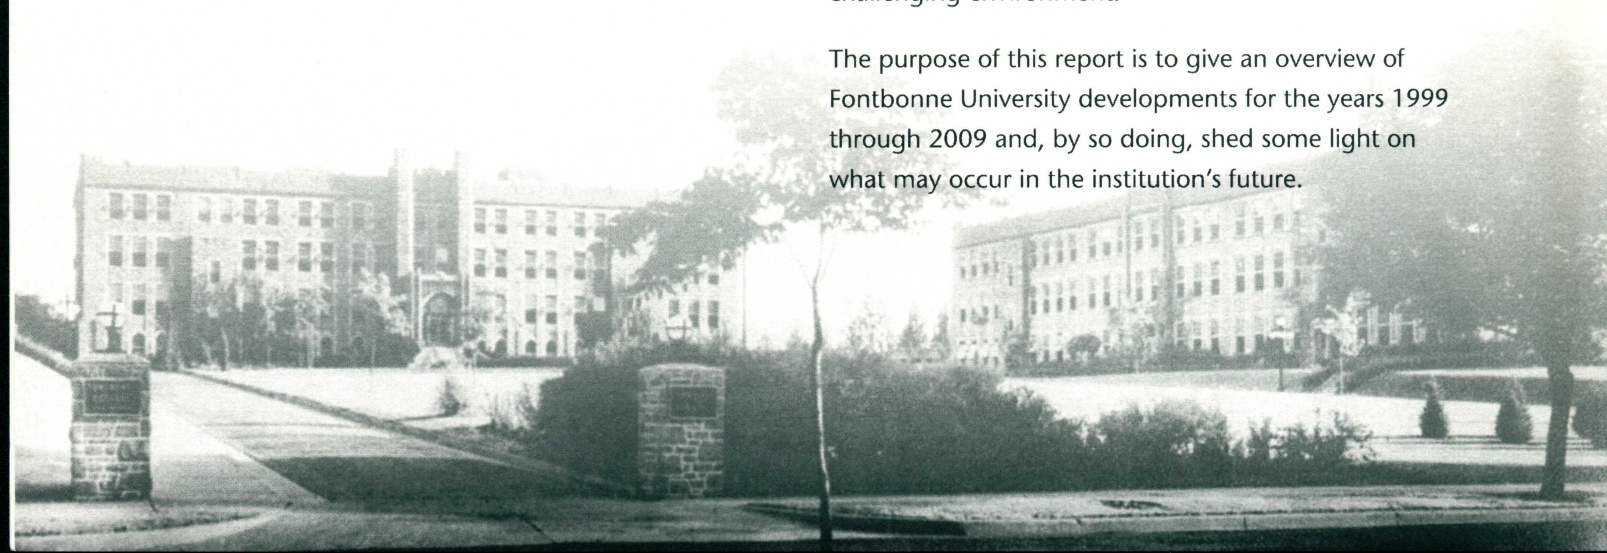 The purpose of this report is to give an overview of
Fontbonne University developments for the years 1999
through 2009 and, by so doing, shed some light on
what may occur in the institution's future.